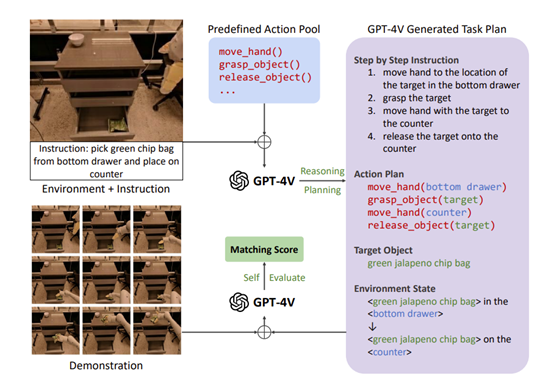 Predefined Action Pool
move_hand()
grasp_object()
release_object()
...
Instruction: pick green chip bag
from bottom drawer and place on
counter
Environment + Instruction
GPT-4V
Reasoning
Planning
Matching Score
Self Evaluate
GPT-4V
Demonstration
GPT-4V Generated Task Plan
Step by Step Instruction
1. move hand to the location of
the target in the bottom drawer
2. grasp the target
3. move hand with the target to
the counter
4. release the target onto the
counter
Action Plan
move_hand(bottom drawer)
grasp_object(target)
move_hand(counter)
release_object(target)
Target Object
green jalapeno chip bag
Environment State
<green jalapeno chip bag> in the
<bottom drawer>
↓
<green jalapeno chip bag> on the
<counter>